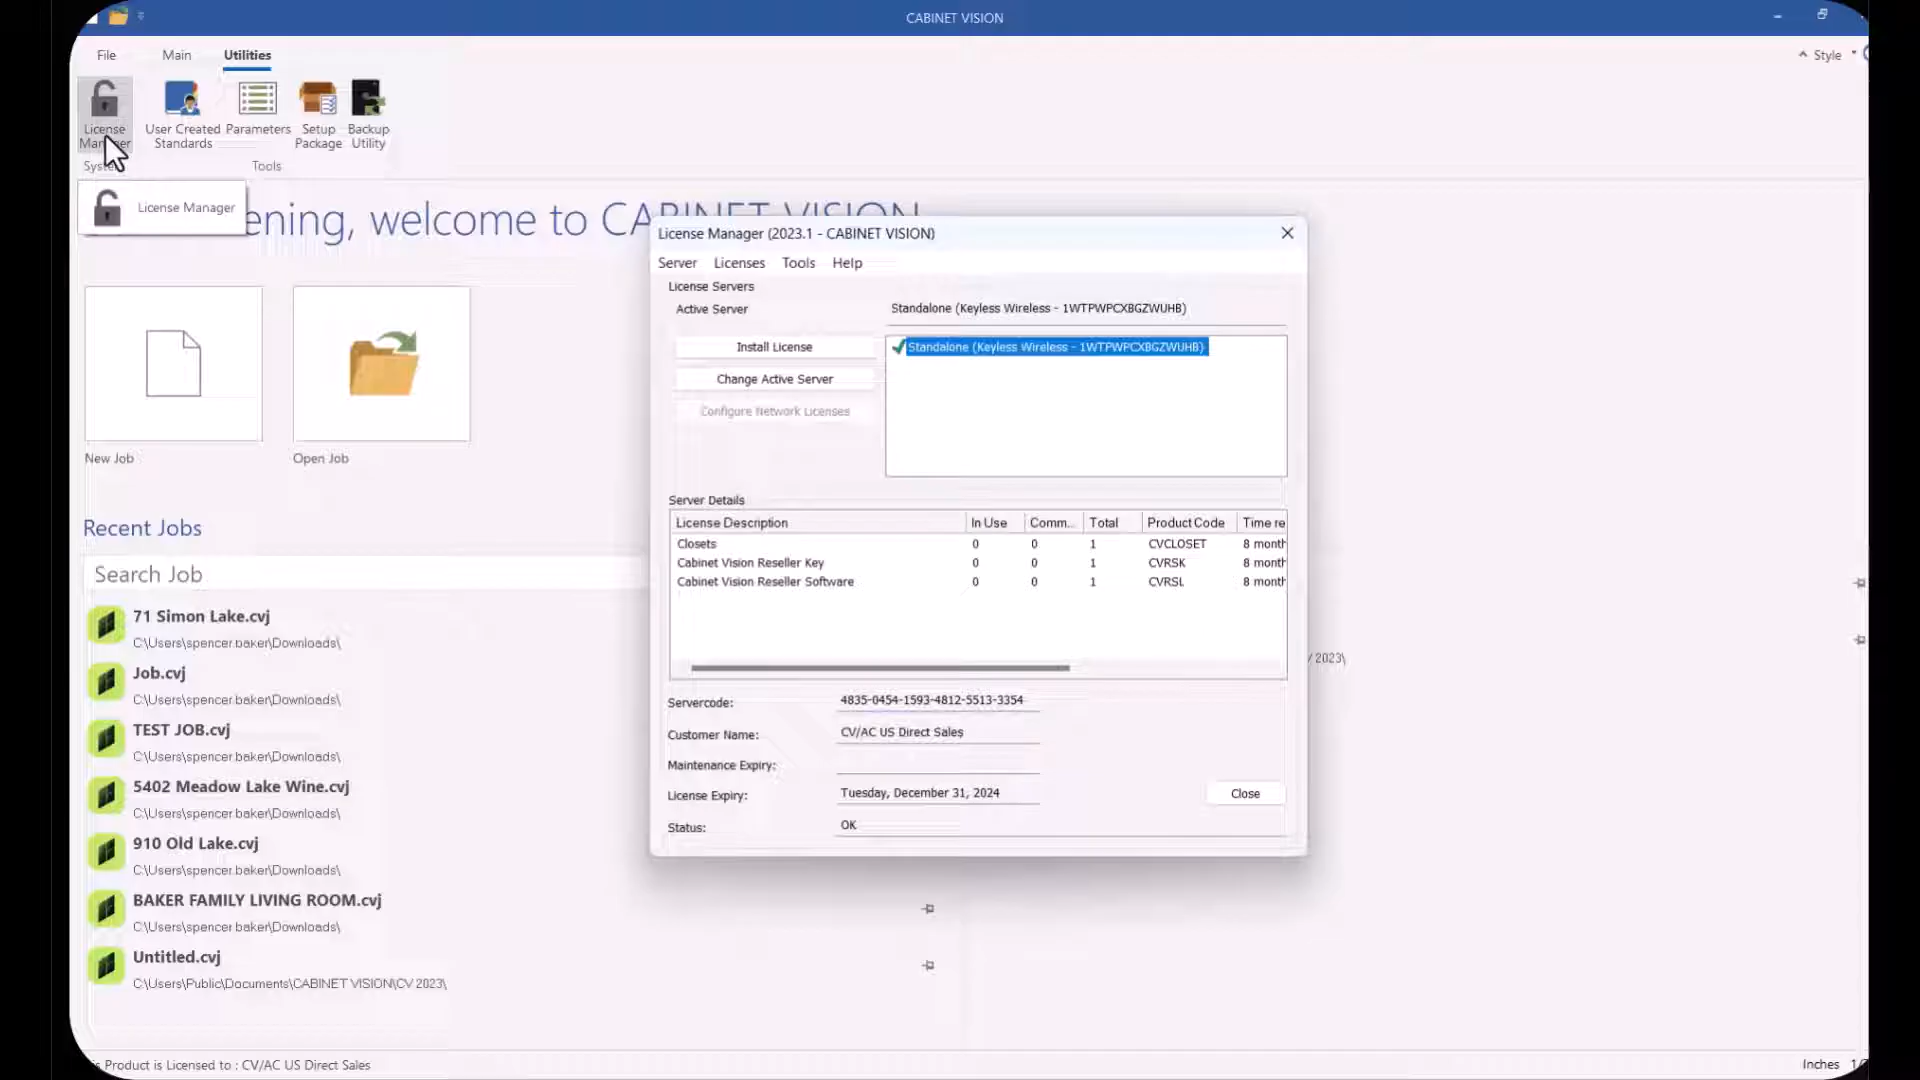 CABINET VISION
File Main Utilities
Style
License
User Created Parameters Setup Backup
Standards Package Utility
Tools
License Manager
ening, welcome to CABINET VISION
New Job
Open Job
Recent Jobs
Search Job
71 Simon Lake.cvj
C:\Users\spencer.baker\Downloads\
Job.cvj
C:\Users\spencer.baker\Downloads\
TEST JOB.cvj
C:\Users\spencer.baker\Downloads\
5402 Meadow Lake Wine.cvj
C:\Users\spencer.baker\Downloads\
910 Old Lake.cvj
C:\Users\spencer.baker\Downloads\
BAKER FAMILY LIVING ROOM.cvj
C:\Users\spencer.baker\Downloads\
Untitled.cvj
C:\Users\Public\Documents\CABINET VISION\CV 2023\
License Manager (2023.1 - CABINET VISION)
Server Licenses Tools Help
License Servers
Active Server Standalone (Keyless Wireless - 1WTPWPCXBGZWUHB)
Install License
Standalone (Keyless Wireless - 1WTPWPCXBGZWUHB)
Change Active Server
Configure Network Licenses
Server Details
License Description In Use Comm... Total Product Code Time re
Closets 0 0 1 CVCLOSET 8 month
Cabinet Vision Reseller Key 0 0 1 CVRSK 8 month
Cabinet Vision Reseller Software 0 0 1 CVRSL 8 month
Servercode: 4835-0454-1593-4812-5513-3354
Customer Name: CV/AC US Direct Sales
Maintenance Expiry:
License Expiry: Tuesday, December 31, 2024
Close
Status: OK
2023\
Product is Licensed to : CV/AC US Direct Sales
Inches